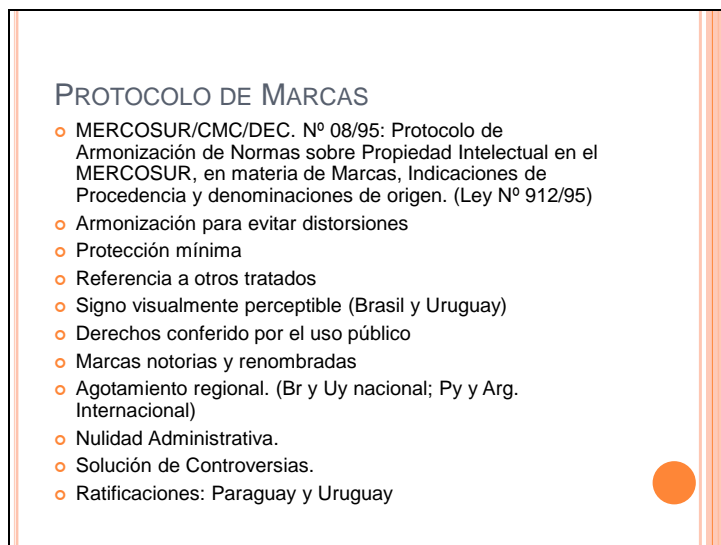 PROTOCOLO DE MARCAS
MERCOSUR/CMC/DEC. Nº 08/95: Protocolo de
Armonización de Normas sobre Propiedad Intelectual en el
MERCOSUR, en materia de Marcas, Indicaciones de
Procedencia y denominaciones de origen. (Ley Nº 912/95)
Armonización para evitar distorsiones
Protección mínima
Referencia a otros tratados
Signo visualmente perceptible (Brasil y Uruguay)
Derechos conferido por el uso público
Marcas notorias y renombradas
Agotamiento regional. (Br y Uy nacional; Py y Arg.
Internacional)
Nulidad Administrativa.
Solución de Controversias.
Ratificaciones: Paraguay y Uruguay